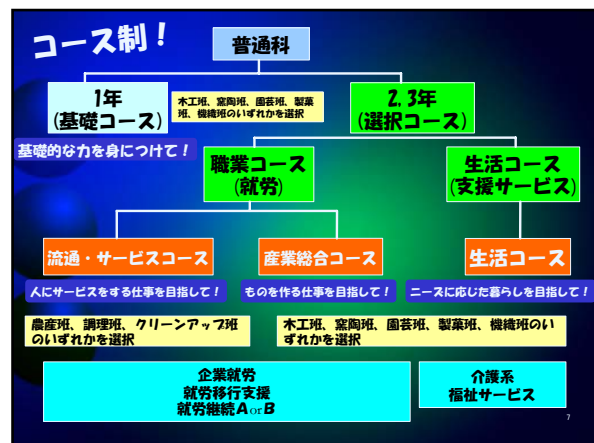 コース制！
普通科
1年
(基礎コース)
木工班、窯陶班、園芸班、製菓
班、機織班のいずれかを選択
2．3年
(選択コース)
基礎的な力を身につけて！
職業コース
(就労)
生活コース
(支援サービス)
流通・サービスコース
産業総合コース
生活コース
人にサービスをする仕事を目指して！
ものを作る仕事を目指して！
ニーズに応じた暮らしを目指して！
農産班、調理班、クリーンアップ班
のいずれかを選択
木工班、窯陶班、園芸班、製菓班、機織班のい
ずれかを選択
企業就労
就労移行支援
就労継続AorB
介護系
福祉サービス
7